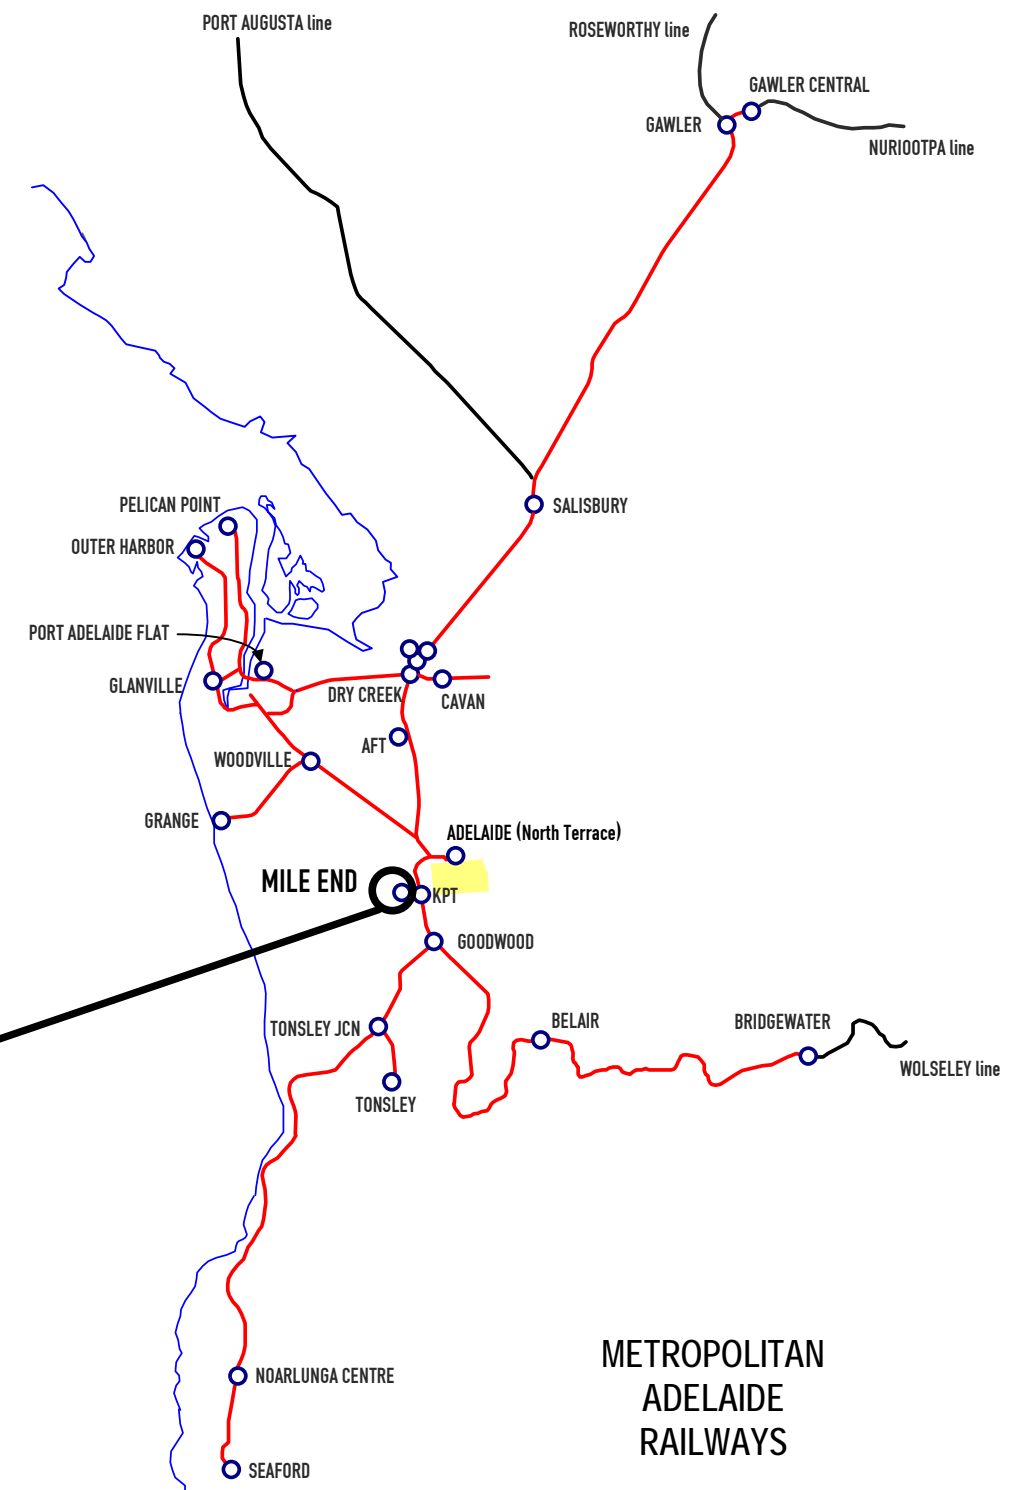 PORT AUGUSTA line
ROSEWORTHY line
GAWLER CENTRAL
GAWLER
NURIOOTPA line
SALISBURY
PELICAN POINT
OUTER HARBOR
PORT ADELAIDE FLAT
GLANVILLE
DRY CREEK
CAVAN
AFT
WOODVILLE
GRANGE
ADELAIDE (North Terrace)
MILE END
KPT
GOODWOOD
TONSLEY JCN
BELAIR
BRIDGEWATER
WOLSELEY line
TONSLEY
NOARLUNGA CENTRE
SEAFORD
METROPOLITAN
ADELAIDE
RAILWAYS